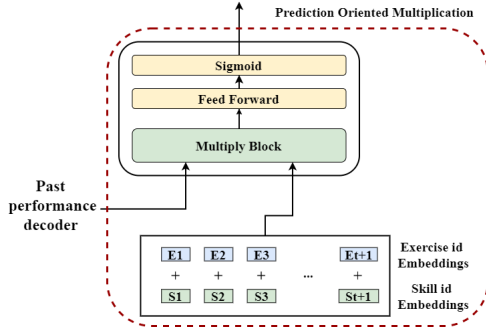 Prediction Oriented Multiplication
Sigmoid
Feed Forward
Multiply Block
Past
performance
decoder
E1 E2 E3 Et+1
+ + + ... +
S1 S2 S3 St+1
Exercise id
Embeddings
Skill id
Embeddings